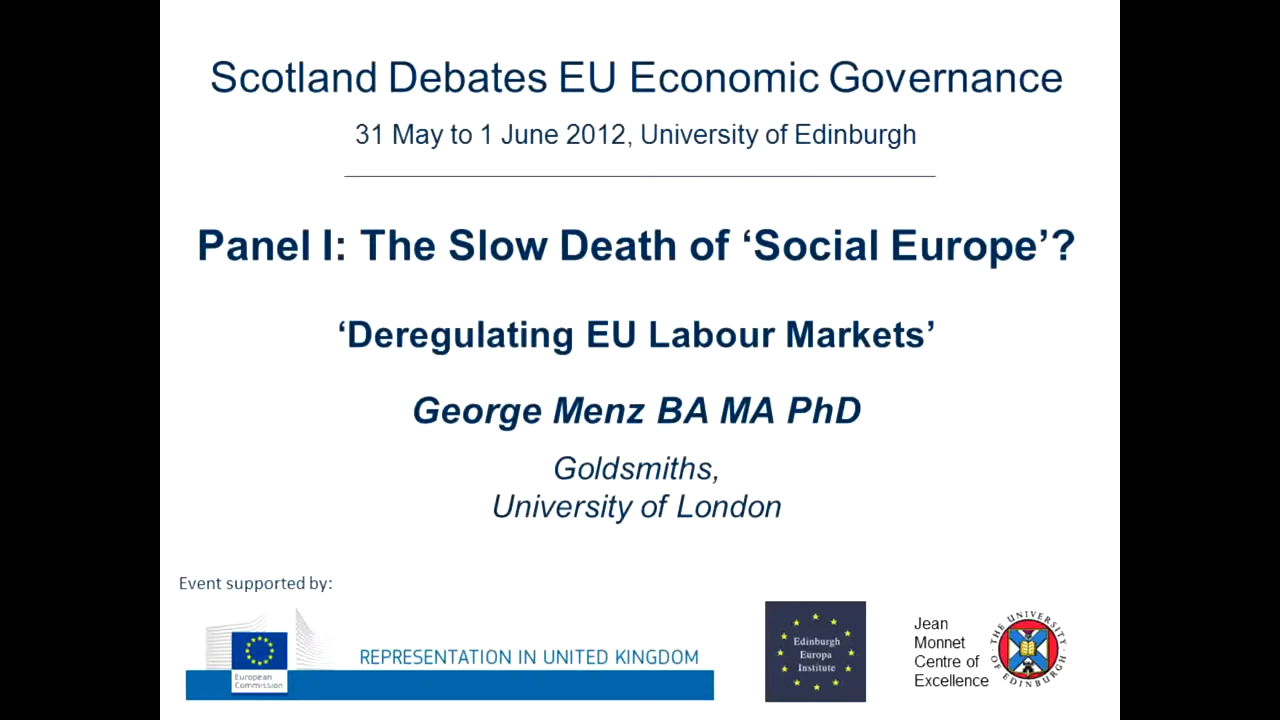 Scotland Debates EU Economic Governance
31 May to 1 June 2012, University of Edinburgh
Panel I: The Slow Death of ‘Social Europe’?
‘Deregulating EU Labour Markets’
George Menz BA MA PhD
Goldsmiths,
University of London
Event supported by:
European
Commission
REPRESENTATION IN UNITED KINGDOM
Edinburgh
Europa
Institute
Jean
Monnet
Centre of
Excellence
THE UNIVERSITY OF EDINBURGH